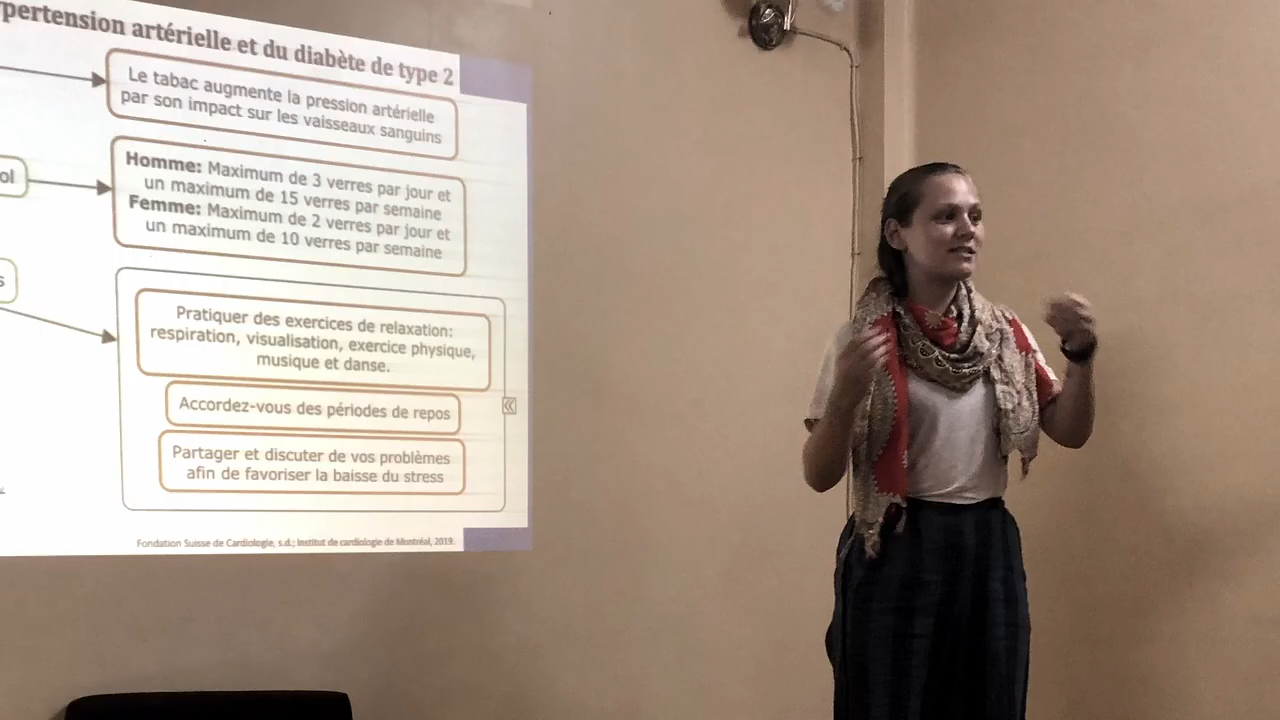 pertension artérielle et du diabète de type 2
Le tabac augmente la pression artérielle
par son impact sur les vaisseaux sanguins
ol
Homme: Maximum de 3 verres par jour et
un maximum de 15 verres par semaine
Femme: Maximum de 2 verres par jour et
un maximum de 10 verres par semaine
s
Pratiquer des exercices de relaxation:
respiration, visualisation, exercice physique,
musique et danse.
Accordez-vous des périodes de repos
Partager et discuter de vos problèmes
afin de favoriser la baisse du stress
Fondation Suisse de Cardiologie, s.d.; Institut de cardiologie de Montréal, 2019.